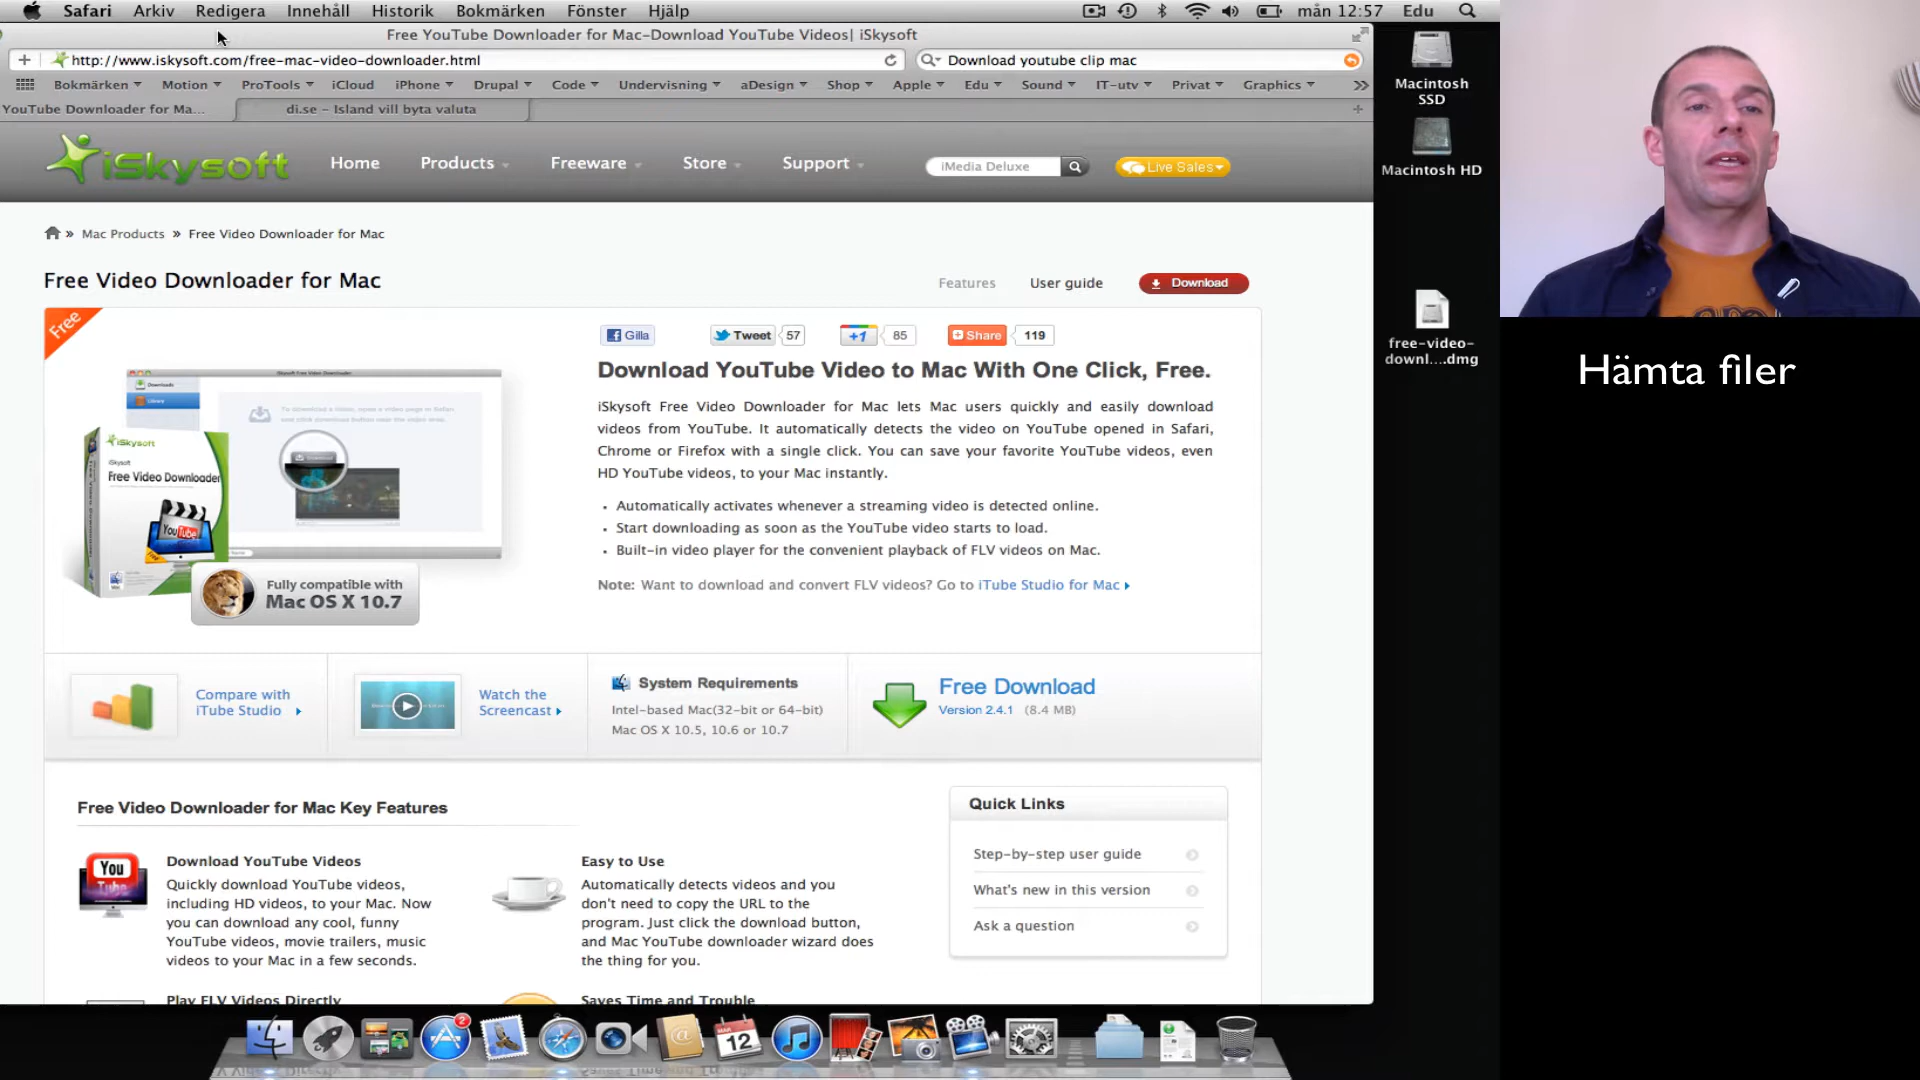 Safari Arkiv Redigera Innehåll Historik Bokmärken Fönster Hjälp mån 12:57 Edu
Free YouTube Downloader for Mac-Download YouTube Videos| iSkysoft
http://www.iskysoft.com/free-mac-video-downloader.html Download youtube clip mac
Bokmärken Motion ProTools iCloud iPhone Drupal Code Undervisning aDesign Shop Apple Edu Sound IT-utv Privat Graphics
YouTube Downloader for Ma... di.se – Island vill byta valuta
iSkysoft Home Products Freeware Store Support iMedia Deluxe Live Sales
» Mac Products » Free Video Downloader for Mac
Free Video Downloader for Mac Features User guide Download
Free
Gilla Tweet 57 +1 85 Share 119
Download YouTube Video to Mac With One Click, Free.
iSkysoft Free Video Downloader for Mac lets Mac users quickly and easily download
videos from YouTube. It automatically detects the video on YouTube opened in Safari,
Chrome or Firefox with a single click. You can save your favorite YouTube videos, even
HD YouTube videos, to your Mac instantly.
• Automatically activates whenever a streaming video is detected online.
• Start downloading as soon as the YouTube video starts to load.
• Built-in video player for the convenient playback of FLV videos on Mac.
Note: Want to download and convert FLV videos? Go to iTube Studio for Mac
iSkysoft
iSkysoft
Free Video Downloader
YouTube
Fully compatible with
Mac OS X 10.7
Compare with
iTube Studio
Watch the
Screencast
System Requirements
Intel-based Mac(32-bit or 64-bit)
Mac OS X 10.5, 10.6 or 10.7
Free Download
Version 2.4.1 (8.4 MB)
Free Video Downloader for Mac Key Features
You
Tube
Download YouTube Videos
Quickly download YouTube videos,
including HD videos, to your Mac. Now
you can download any cool, funny
YouTube videos, movie trailers, music
videos to your Mac in a few seconds.
Easy to Use
Automatically detects videos and you
don't need to copy the URL to the
program. Just click the download button,
and Mac YouTube downloader wizard does
the thing for you.
Play FLV Videos Directly
Saves Time and Trouble
Quick Links
Step-by-step user guide
What's new in this version
Ask a question
Macintosh
SSD
Macintosh HD
free-video-
downl....dmg
Hämta filer
2
12